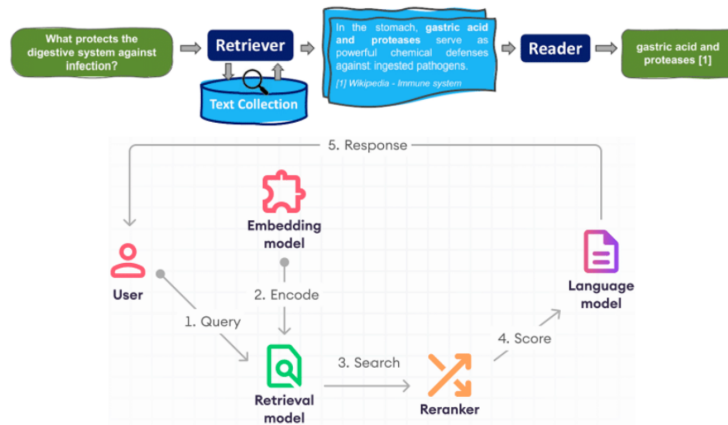 What protects the
digestive system against
infection?
Retriever
Text Collection
In the stomach, gastric acid
and proteases serve as
powerful chemical defenses
against ingested pathogens.
[1] Wikipedia - Immune system
Reader
gastric acid and
proteases [1]
5. Response
Embedding
model
User
2. Encode
1. Query
Language
model
4. Score
3. Search
Retrieval
model
Reranker